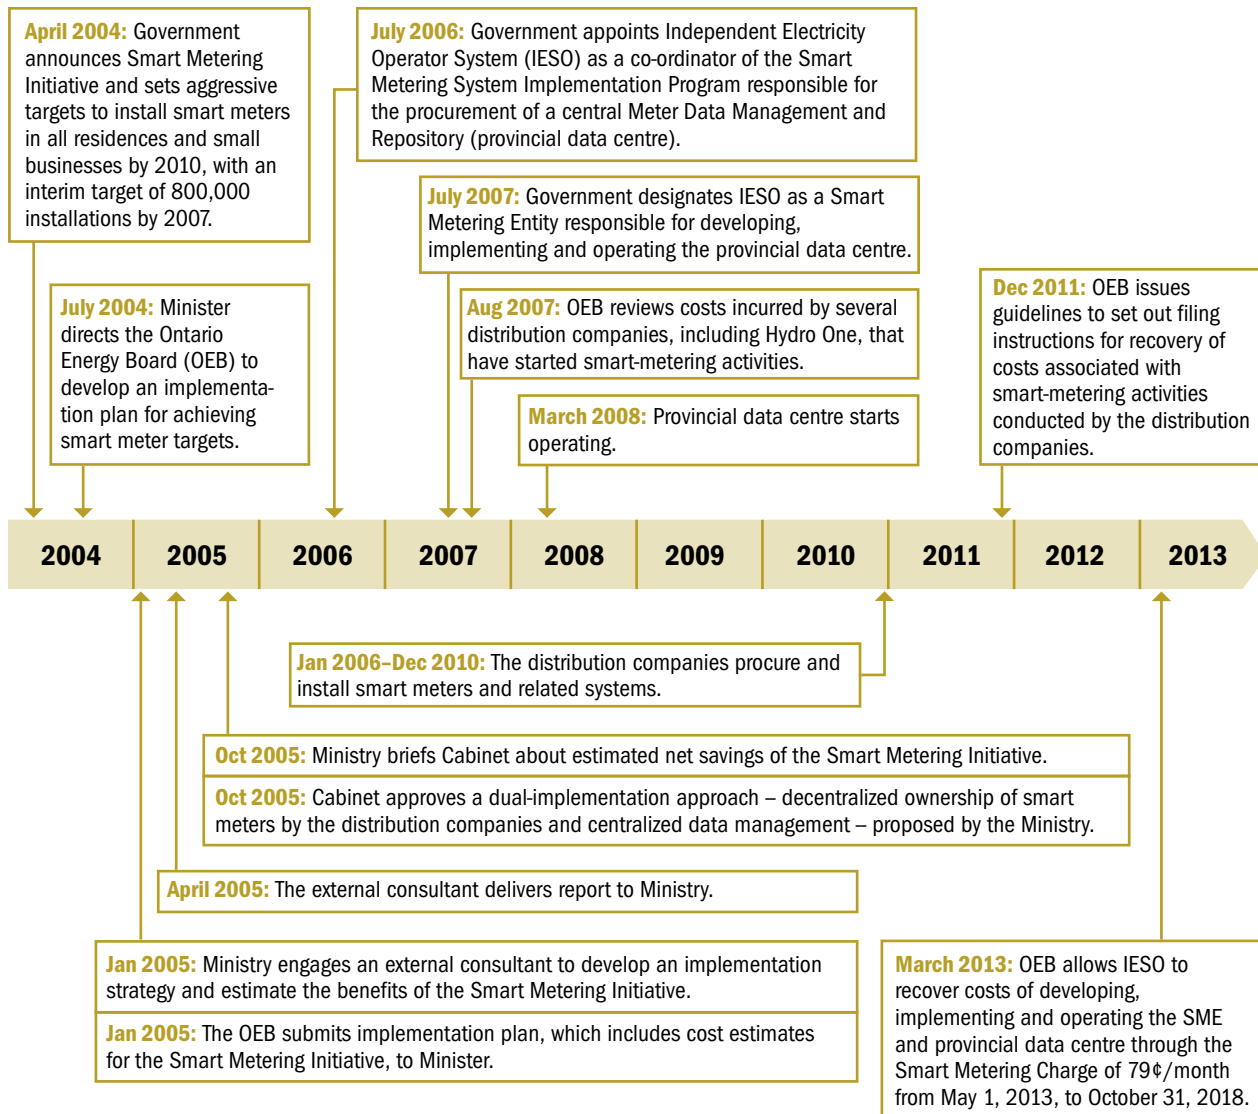 April 2004: Government
announces Smart Metering
Initiative and sets aggressive
targets to install smart meters
in all residences and small
businesses by 2010, with an
interim target of 800,000
installations by 2007.
July 2006: Government appoints Independent Electricity
Operator System (IESO) as a co-ordinator of the Smart
Metering System Implementation Program responsible for
the procurement of a central Meter Data Management and
Repository (provincial data centre).
July 2007: Government designates IESO as a Smart
Metering Entity responsible for developing,
implementing and operating the provincial data centre.
July 2004: Minister
directs the Ontario
Energy Board (OEB) to
develop an implementa-
tion plan for achieving
smart meter targets.
Aug 2007: OEB reviews costs incurred by several
distribution companies, including Hydro One, that
have started smart-metering activities.
March 2008: Provincial data centre starts
operating.
Dec 2011: OEB issues
guidelines to set out filing
instructions for recovery of
costs associated with
smart-metering activities
conducted by the distribution
companies.
2004 2005 2006 2007 2008 2009 2010 2011 2012 2013
Jan 2006–Dec 2010: The distribution companies procure and
install smart meters and related systems.
Oct 2005: Ministry briefs Cabinet about estimated net savings of the Smart Metering Initiative.
Oct 2005: Cabinet approves a dual-implementation approach – decentralized ownership of smart
meters by the distribution companies and centralized data management – proposed by the Ministry.
April 2005: The external consultant delivers report to Ministry.
Jan 2005: Ministry engages an external consultant to develop an implementation
strategy and estimate the benefits of the Smart Metering Initiative.
Jan 2005: The OEB submits implementation plan, which includes cost estimates
for the Smart Metering Initiative, to Minister.
March 2013: OEB allows IESO to
recover costs of developing,
implementing and operating the SME
and provincial data centre through the
Smart Metering Charge of 79¢/month
from May 1, 2013, to October 31, 2018.